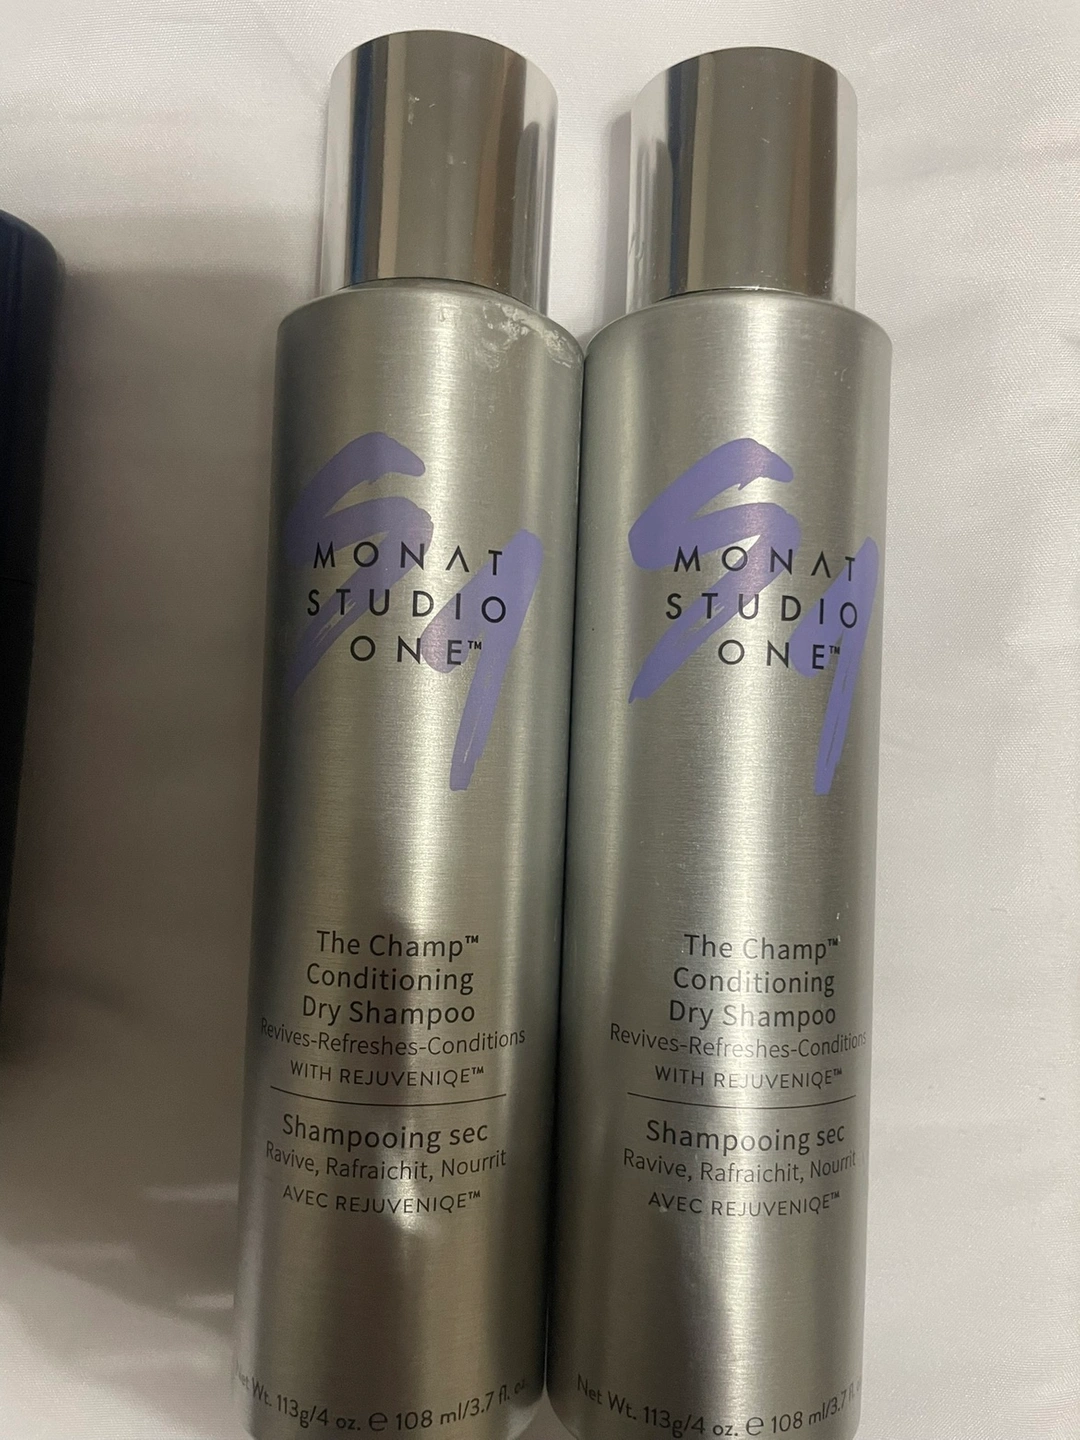 MONAT
STUDIO
ONE™
The Champ™
Conditioning
Dry Shampoo
Revives-Refreshes-Conditions
WITH REJUVENIQE™
Shampooing sec
Ravive, Rafraichit, Nourrit
AVEC REJUVENIQE™
Net Wt. 113g/4 oz. ℮ 108 ml/3.7 fl. oz.
MONAT
STUDIO
ONE™
The Champ™
Conditioning
Dry Shampoo
Revives-Refreshes-Conditions
WITH REJUVENIQE™
Shampooing sec
Ravive, Rafraichit, Nourrit
AVEC REJUVENIQE™
Net Wt. 113g/4 oz. ℮ 108 ml/3.7 fl.